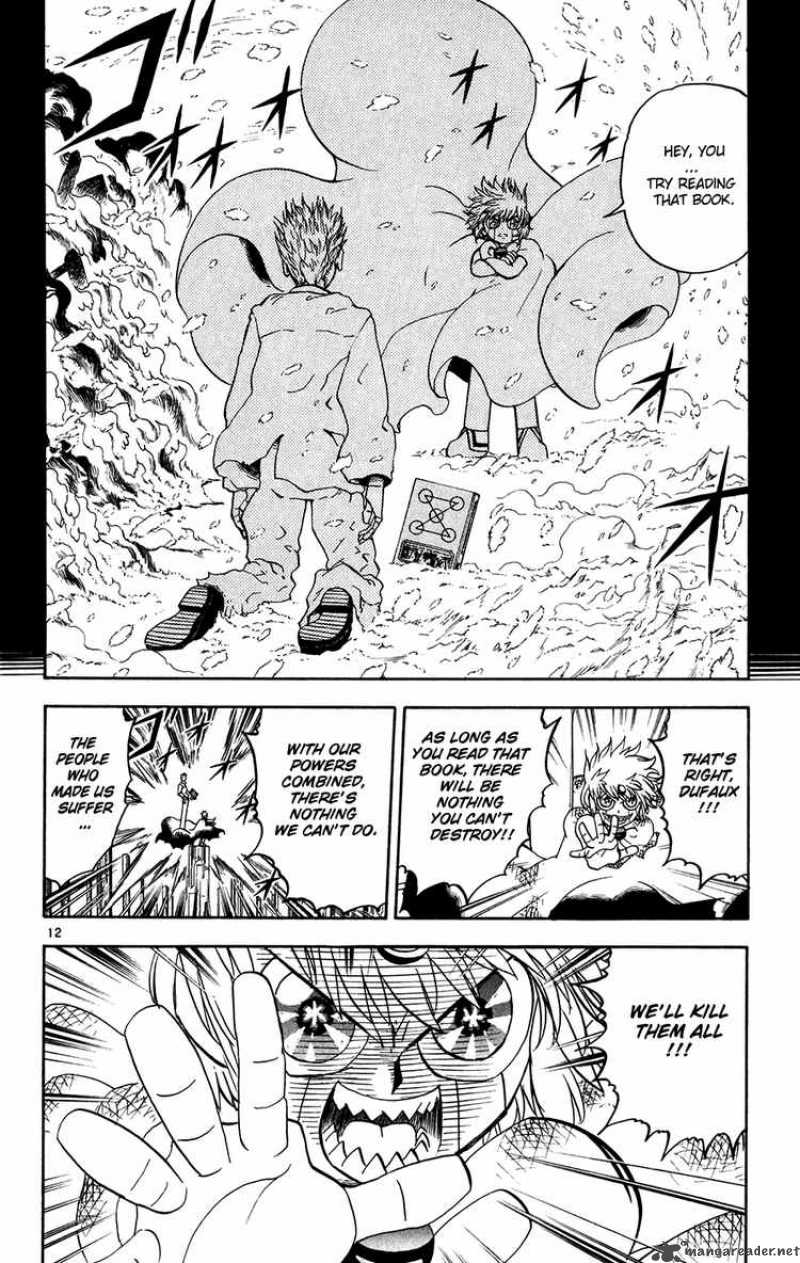 HEY, YOU
...
TRY READING
THAT BOOK.
THE
PEOPLE
WHO
MADE US
SUFFER
...
WITH OUR
POWERS
COMBINED,
THERE'S
NOTHING
WE CAN'T DO.
AS LONG AS
YOU READ THAT
BOOK, THERE
WILL BE
NOTHING
YOU CAN'T
DESTROY!!
THAT'S
RIGHT,
DUFAUX
!!!
12
WE'LL KILL
THEM ALL
!!!
mangareader.net